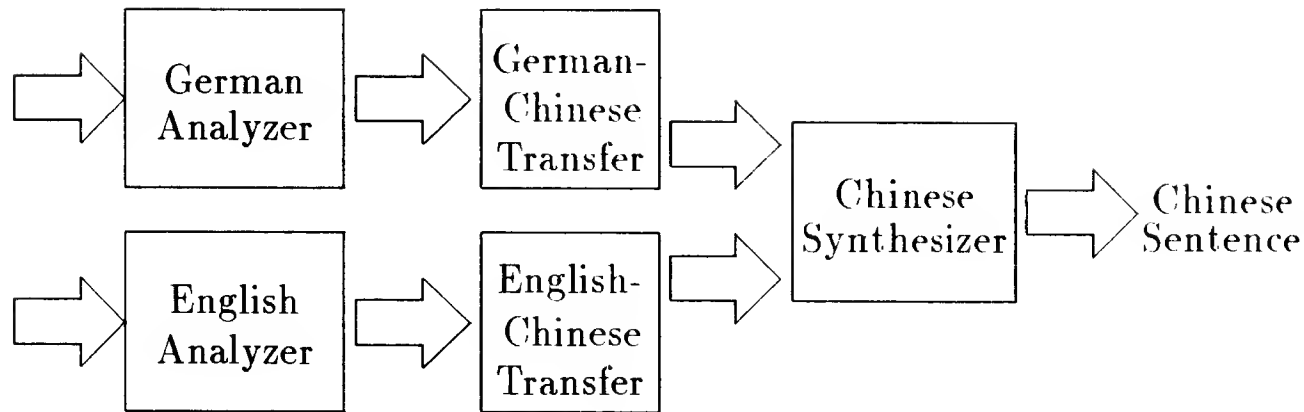 German
Analyzer
German-
Chinese
Transfer
English
Analyzer
English-
Chinese
Transfer
Chinese
Synthesizer
Chinese
Sentence